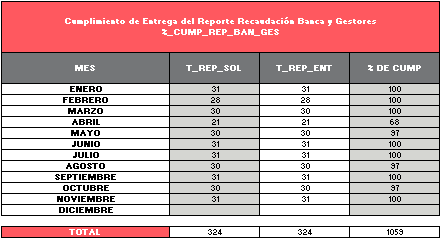 Cumplimiento de Entrega del Reporte Recaudación Banca y Gestores
%_CUMP_REP_BAN_GES
MES T_REP_SOL T_REP_ENT % DE CUMP
ENERO 31 31 100
FEBRERO 28 28 100
MARZO 30 30 100
ABRIL 21 21 68
MAYO 30 30 97
JUNIO 31 31 100
JULIO 31 31 100
AGOSTO 30 30 97
SEPTIEMBRE 31 31 100
OCTUBRE 30 30 97
NOVIEMBRE 31 31 100
DICIEMBRE
TOTAL 324 324 1059